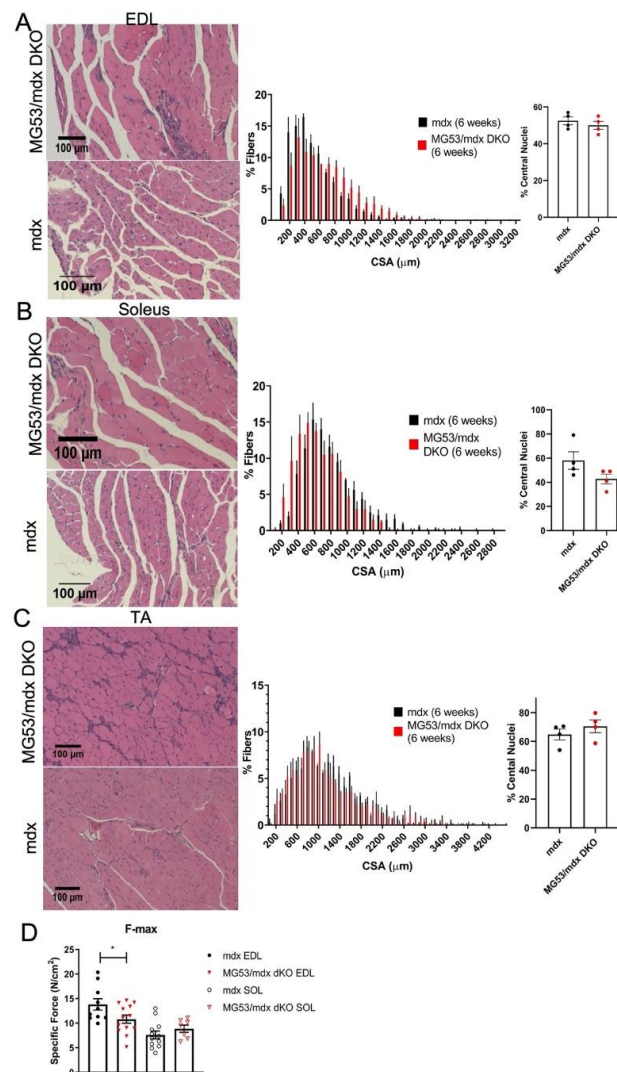 A
EDL
MG53/mdx DKO
100 µm
mdx
100 µm
% Fibers
20
15
10
5
0
mdx (6 weeks)
MG53/mdx DKO
(6 weeks)
200
400
600
800
1000
1200
1400
1600
1800
2000
2200
2400
2600
2800
3000
3200
CSA (µm)
% Central Nuclei
60
40
20
0
mdx
MG53/mdx DKO
B
Soleus
MG53/mdx DKO
100 µm
mdx
100 µm
% Fibers
20
15
10
5
0
mdx (6 weeks)
MG53/mdx
DKO (6 weeks)
200
400
600
800
1000
1200
1400
1600
1800
2000
2200
2400
2600
2800
CSA (µm)
% Central Nuclei
100
80
60
40
20
0
mdx
MG53/mdx DKO
C
TA
MG53/mdx DKO
100 µm
mdx
100 µm
% Fibers
15
10
5
0
mdx (6 weeks)
MG53/mdx DKO
(6 weeks)
200
600
1000
1400
1800
2200
2600
3000
3400
3800
4200
CSA (µm)
% Cental Nuclei
100
80
60
40
20
0
mdx
MG53/mdx DKO
D
F-max
Specific Force (N/cm²)
25
20
15
10
5
0
*
mdx EDL
MG53/mdx dKO EDL
mdx SOL
MG53/mdx dKO SOL